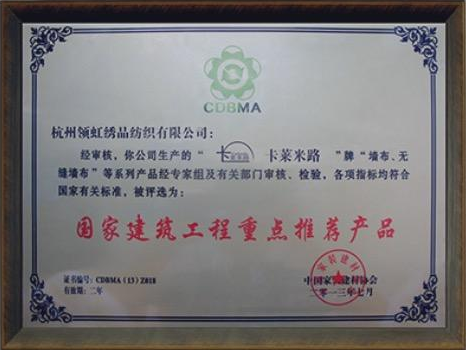 CDBMA
杭州领虹绣品纺织有限公司:
经审核,你公司生产的“卡 卡莱米路 ”牌“墙布、无
缝墙布”等系列产品经专家组及有关部门审核、检验,各项指标均符合
国家有关标准,被评选为:
国家建筑工程重点推荐产品
证书编号:CDBMA(13)Z018
有效期:二年
中国家装建材协会
二〇一三年七月